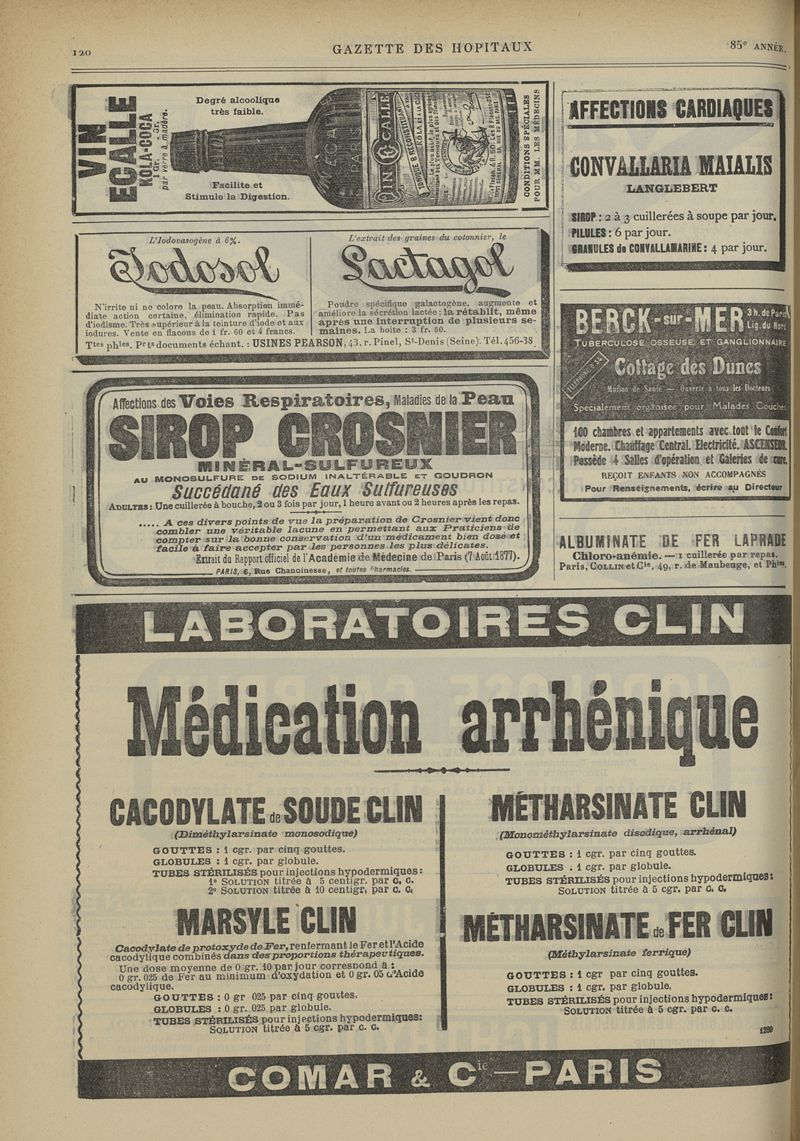 120
GAZETTE DES HOPITAUX
85e ANNÉE.
VIN
ECALLE
KOLA-COCA
1 Gr. 1 Gr.
par verre à madère.
Degré alcoolique
très faible.
Facilite et
Stimule la Digestion.
VIN ECALLE
CONDITIONS SPÉCIALES
POUR MM. LES MÉDECINS
L'Iodovasogène à 6%.
Iodosol
N'irrite ni ne colore la peau. Absorption immé-
diate action certaine, élimination rapide. Pas
d'iodisme. Très supérieur à la teinture d'iode et aux
iodures. Vente en flacons de 1 fr. 60 et 4 francs.
L'extrait des graines du cotonnier, le
Lactagol
Poudre spécifique galactogène, augmente et
améliore la sécrétion lactée; la rétablit, même
après une interruption de plusieurs se-
maines. La boîte : 3 fr. 50.
Ttes phies, Prts documents échant. : USINES PEARSON, 43, r. Pinel, St-Denis (Seine). Tél. 456-38
Affections des Voies Respiratoires, Maladies de la Peau
SIROP CROSNIER
MINÉRAL-SULFUREUX
AU MONOSULFURE DE SODIUM INALTÉRABLE ET GOUDRON
Succédané des Eaux Sulfureuses
ADULTES : Une cuillerée à bouche, 2 ou 3 fois par jour, 1 heure avant ou 2 heures après les repas.
..... A ces divers points de vue la préparation de Crosnier vient donc
combler une véritable lacune en permettant aux Praticiens de
compter sur la bonne conservation d'un médicament bien dosé et
facile à faire accepter par les personnes les plus délicates.
Extrait du Rapport Officiel de l'Académie de Médecine de Paris (7 Août 1877).
PARIS, 6, Rue Chanoinesse, et toutes Pharmacies.
AFFECTIONS CARDIAQUES
CONVALLARIA MAIALIS
LANGLEBERT
SIROP : 2 à 3 cuillerées à soupe par jour.
PILULES : 6 par jour.
GRANULES de CONVALLAMARINE : 4 par jour.
BERCK-sur-MER
3 h. de Paris
Lig. du Nord
TUBERCULOSE OSSEUSE ET GANGLIONNAIRE
Cottage des Dunes
Maison de Santé — Ouverte à tous les Docteurs
Spécialement organisée pour Malades Couchés
100 chambres et appartements avec tout le Confort
Moderne. Chauffage Central. Electricité. ASCENSEUR.
Possède 4 Salles d'opération et Galeries de cure.
REÇOIT ENFANTS NON ACCOMPAGNÉS
Pour Renseignements, écrire au Directeur
ALBUMINATE DE FER LAPRADE
Chloro-anémie. — 1 cuillerée par repas.
Paris, COLLIN et Cie, 49, r. de Maubeuge, et Phies.
LABORATOIRES CLIN
Médication arrhénique
CACODYLATE de SOUDE CLIN
(Diméthylarsinate monosodique)
GOUTTES : 1 cgr. par cinq gouttes.
GLOBULES : 1 cgr. par globule.
TUBES STÉRILISÉS pour injections hypodermiques :
1° SOLUTION titrée à 5 centigr. par c. c.
2° SOLUTION titrée à 10 centigr. par c. c.
MARSYLE CLIN
Cacodylate de protoxyde de Fer, renfermant le Fer et l'Acide
cacodylique combinés dans des proportions thérapeutiques.
Une dose moyenne de 0 gr. 10 par jour correspond à :
0 gr. 025 de Fer au minimum d'oxydation et 0 gr. 05 d'Acide
cacodylique.
GOUTTES : 0 gr 025 par cinq gouttes.
GLOBULES : 0 gr. 025 par globule.
TUBES STÉRILISÉS pour injections hypodermiques:
SOLUTION titrée à 5 cgr. par c. c.
MÉTHARSINATE CLIN
(Monométhylarsinate disodique, arrhénal)
GOUTTES : 1 cgr. par cinq gouttes.
GLOBULES : 1 cgr. par globule.
TUBES STÉRILISÉS pour injections hypodermiques :
SOLUTION titrée à 5 cgr. par c. c.
MÉTHARSINATE de FER CLIN
(Méthylarsinate ferrique)
GOUTTES : 1 cgr par cinq gouttes.
GLOBULES : 1 cgr par globule.
TUBES STÉRILISÉS pour injections hypodermiques :
SOLUTION titrée à 5 cgr. par c. c.
1289
COMAR & Cie — PARIS